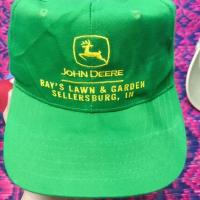 JOHN DEERE
BAY'S LAWN & GARDEN
SELLERSBURG, IN